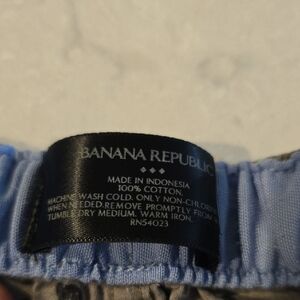 BANANA REPUBLIC
MADE IN INDONESIA
100% COTTON.
MACHINE WASH COLD. ONLY NON-CHLORINE
WHEN NEEDED. REMOVE PROMPTLY FROM
TUMBLE DRY MEDIUM. WARM IRON.
RN54023